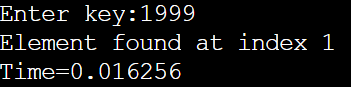 Enter key:1999
Element found at index 1
Time=0.016256